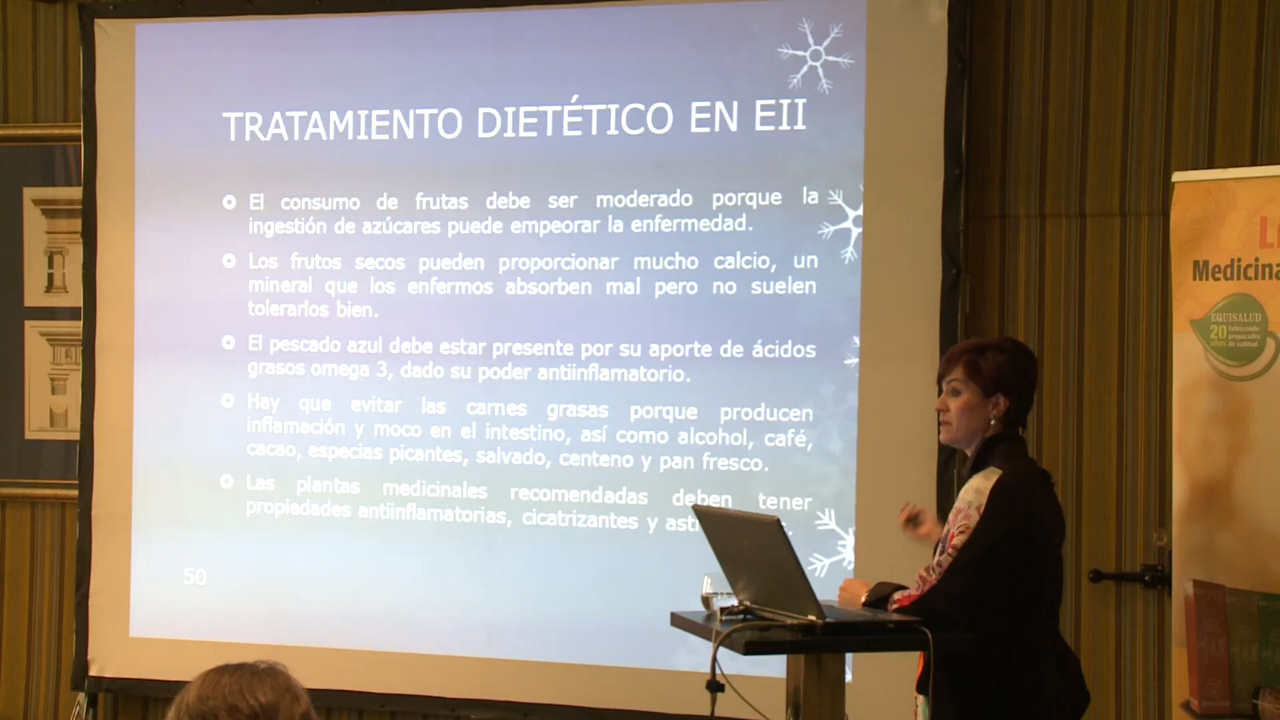 TRATAMIENTO DIETÉTICO EN EII
El consumo de frutas debe ser moderado porque la
ingestión de azúcares puede empeorar la enfermedad.
Los frutos secos pueden proporcionar mucho calcio, un
mineral que los enfermos absorben mal pero no suelen
tolerarlos bien.
El pescado azul debe estar presente por su aporte de ácidos
grasos omega 3, dado su poder antiinflamatorio.
Hay que evitar las carnes grasas porque producen
inflamación y moco en el intestino, así como alcohol, café,
cacao, especias picantes, salvado, centeno y pan fresco.
Las plantas medicinales recomendadas deben tener
propiedades antiinflamatorias, cicatrizantes y
50
Medicina
EQUISALUD
20
años de calidad